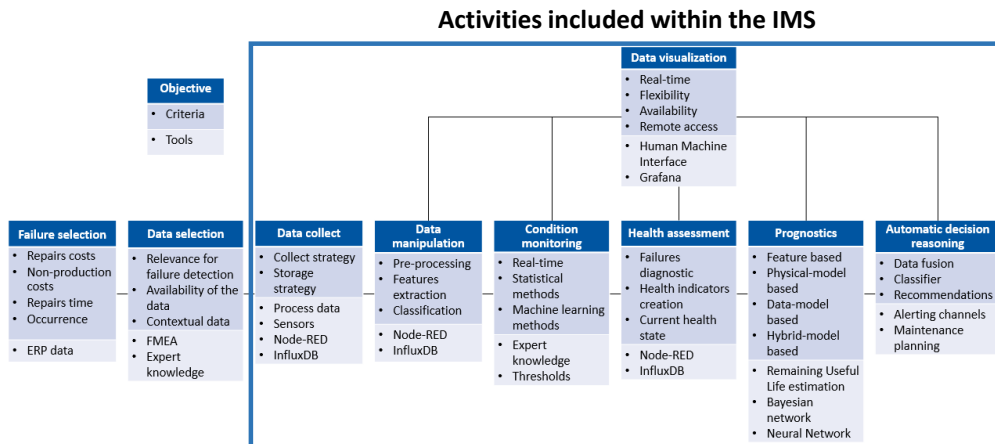 Activities included within the IMS
Data visualization
• Real-time
• Flexibility
• Availability
• Remote access
• Human Machine
Interface
• Grafana
Objective
• Criteria
• Tools
Failure selection
• Repairs costs
• Non-production
costs
• Repairs time
• Occurrence
• ERP data
Data selection
• Relevance for
failure detection
• Availability of the
data
• Contextual data
• FMEA
• Expert
knowledge
Data collect
• Collect strategy
• Storage
strategy
• Process data
• Sensors
• Node-RED
• InfluxDB
Data
manipulation
• Pre-processing
• Features
extraction
• Classification
• Node-RED
• InfluxDB
Condition
monitoring
• Real-time
• Statistical
methods
• Machine learning
methods
• Expert
knowledge
• Thresholds
Health assessment
• Failures
diagnostic
• Health indicators
creation
• Current health
state
• Node-RED
• InfluxDB
Prognostics
• Feature based
• Physical-model
based
• Data-model
based
• Hybrid-model
based
• Remaining Useful
Life estimation
• Bayesian
network
• Neural Network
Automatic decision
reasoning
• Data fusion
• Classifier
• Recommendations
• Alerting channels
• Maintenance
planning